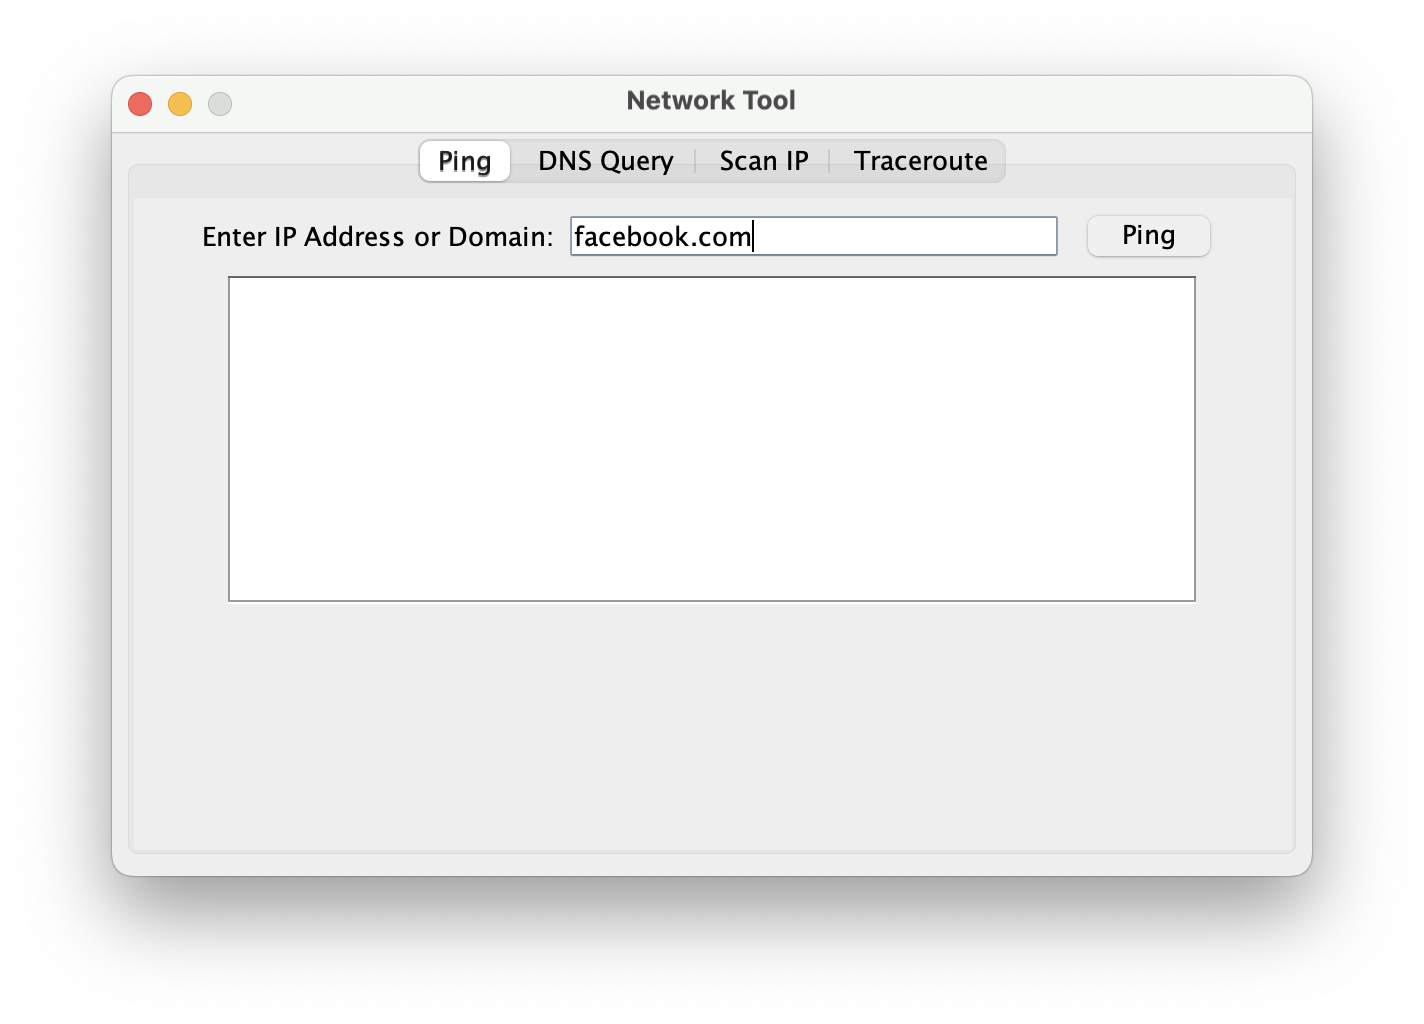 Network Tool
Ping DNS Query Scan IP Traceroute
Enter IP Address or Domain: facebook.com Ping